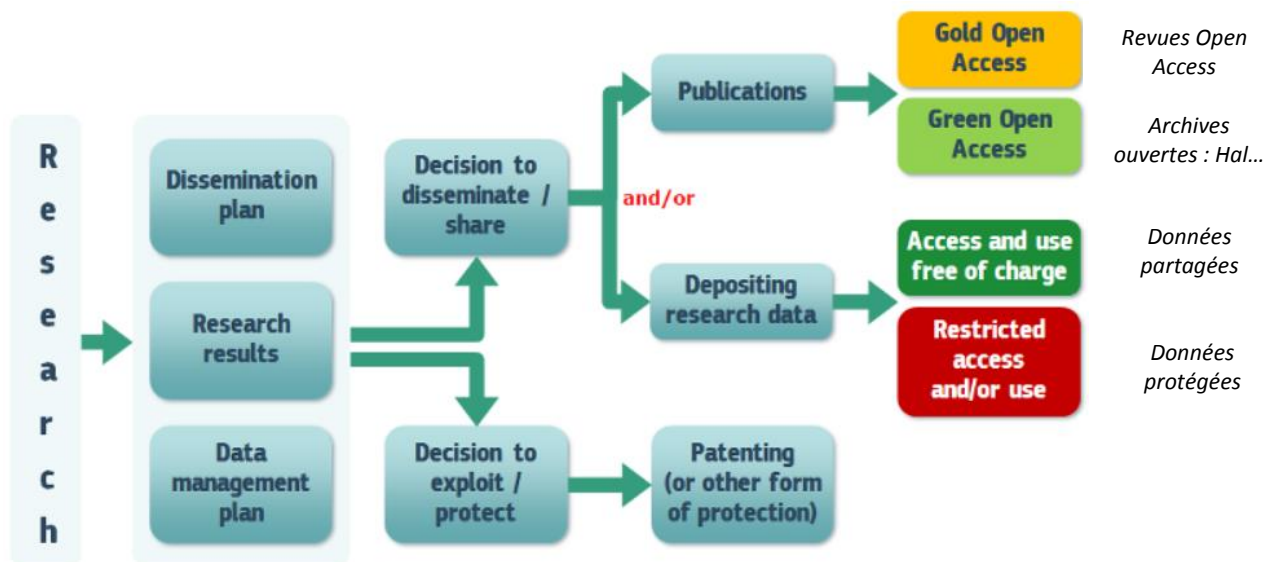 Research
Dissemination
plan
Research
results
Data
management
plan
Decision to
disseminate /
share
Decision to
exploit /
protect
and/or
Publications
Depositing
research data
Patenting
(or other form
of protection)
Gold Open
Access
Revues Open
Access
Green Open
Access
Archives
ouvertes : Hal...
Access and use
free of charge
Données
partagées
Restricted
access
and/or use
Données
protégées